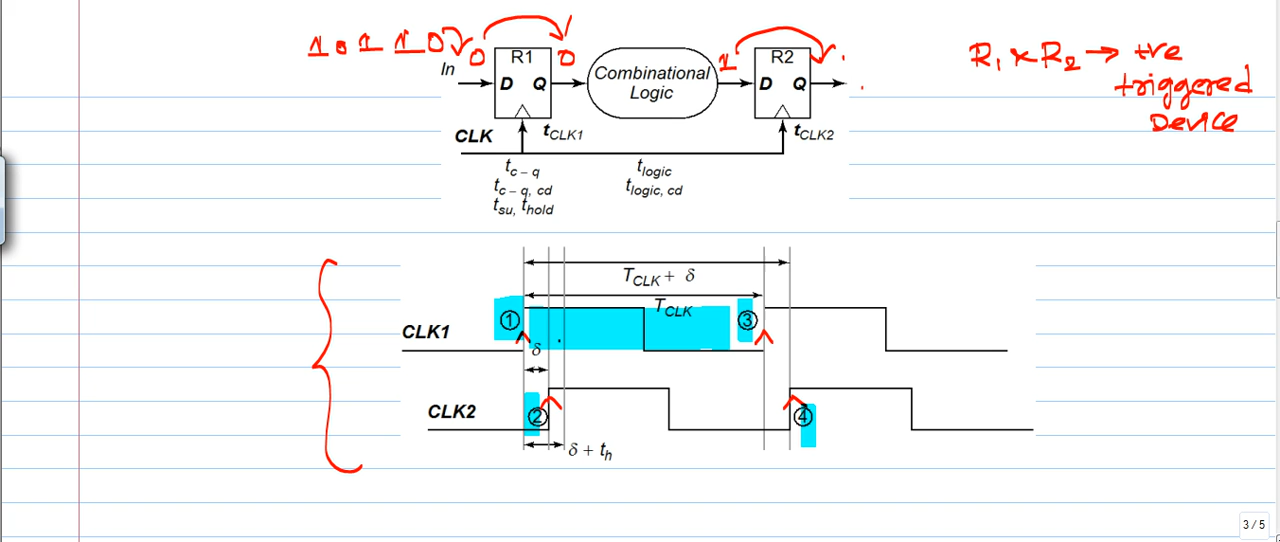 1 0 1 1 0 0 0 1
R1 R2
In D Q Combinational Logic D Q
CLK tCLK1 tCLK2
R1 x R2 → +ve
triggered
Device
tc – q tlogic
tc – q, cd tlogic, cd
tsu, thold
TCLK + δ
TCLK
CLK1 ① ③
δ
CLK2 ② ④
δ + th
3 / 5